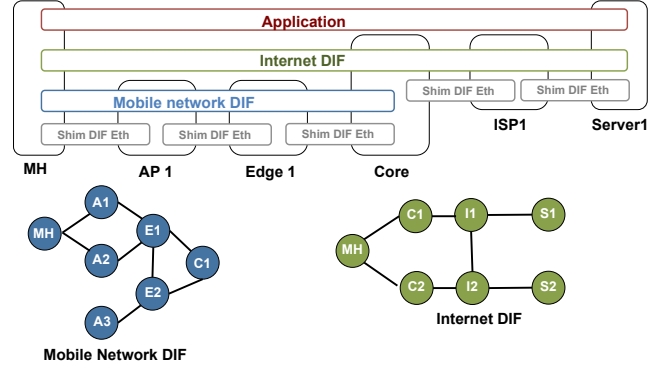 Application
Internet DIF
Shim DIF Eth
Shim DIF Eth
Mobile network DIF
Shim DIF Eth
Shim DIF Eth
Shim DIF Eth
ISP1
Server1
MH
AP 1
Edge 1
Core
A1
MH
E1
A2
C1
E2
A3
Mobile Network DIF
C1
I1
S1
MH
C2
I2
S2
Internet DIF